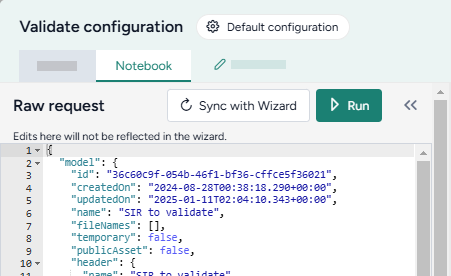 Validate configuration
Default configuration
Notebook
Raw request
Sync with Wizard
Run
Edits here will not be reflected in the wizard.
1 {
2 "model": {
3 "id": "36c60c9f-054b-46f1-bf36-cffce5f36021",
4 "createdOn": "2024-08-28T00:38:18.290+00:00",
5 "updatedOn": "2025-01-11T02:04:10.343+00:00",
6 "name": "SIR to validate",
7 "fileNames": [],
8 "temporary": false,
9 "publicAsset": false,
10 "header": {
11 "name": "SIR to validate"